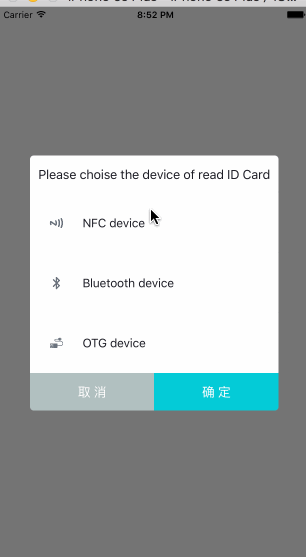 Carrier 8:52 PM
Please choise the device of read ID Card
NFC device
Bluetooth device
OTG device
取 消 确 定